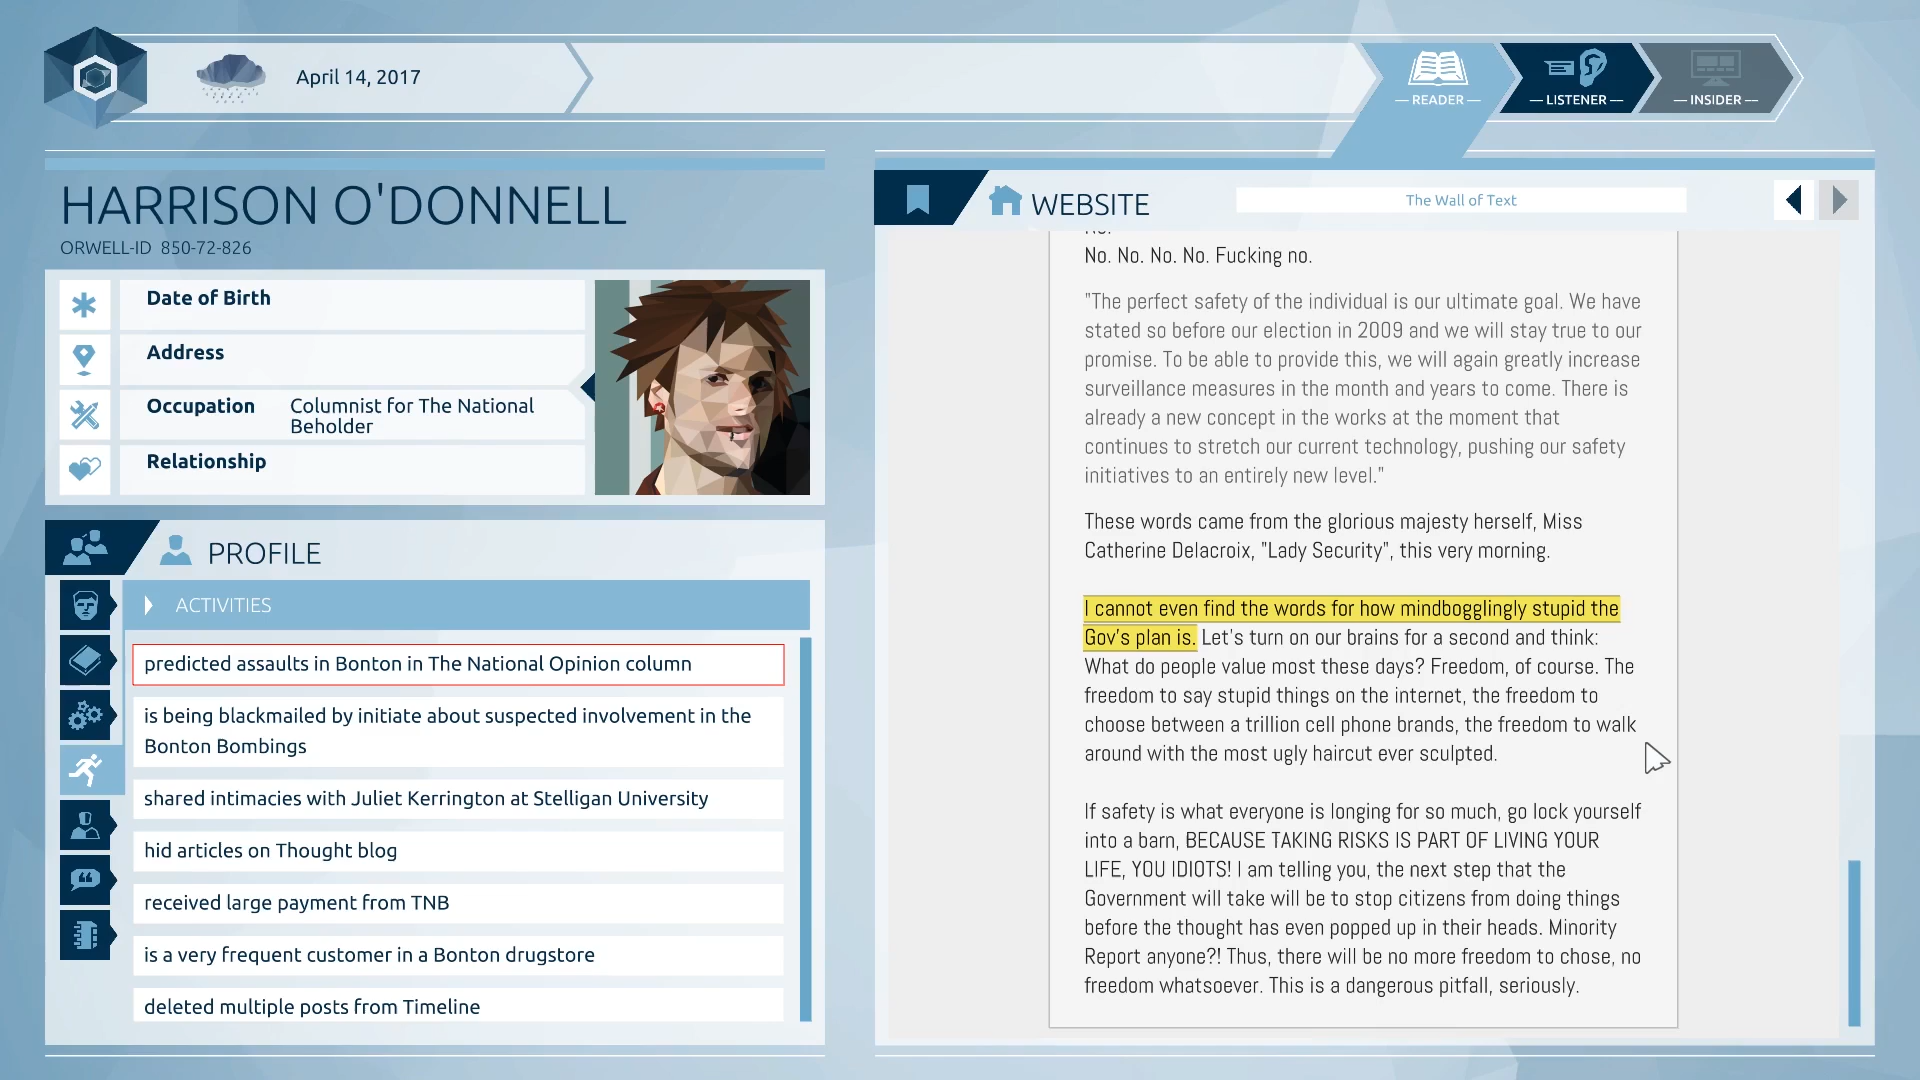 April 14, 2017
— READER —
— LISTENER —
— INSIDER —
HARRISON O'DONNELL
ORWELL-ID 850-72-826
Date of Birth
Address
Occupation Columnist for The National
Beholder
Relationship
PROFILE
ACTIVITIES
predicted assaults in Bonton in The National Opinion column
is being blackmailed by initiate about suspected involvement in the
Bonton Bombings
shared intimacies with Juliet Kerrington at Stelligan University
hid articles on Thought blog
received large payment from TNB
is a very frequent customer in a Bonton drugstore
deleted multiple posts from Timeline
WEBSITE
The Wall of Text
No.
No. No. No. No. Fucking no.
"The perfect safety of the individual is our ultimate goal. We have
stated so before our election in 2009 and we will stay true to our
promise. To be able to provide this, we will again greatly increase
surveillance measures in the month and years to come. There is
already a new concept in the works at the moment that
continues to stretch our current technology, pushing our safety
initiatives to an entirely new level."
These words came from the glorious majesty herself, Miss
Catherine Delacroix, "Lady Security", this very morning.
I cannot even find the words for how mindbogglingly stupid the
Gov's plan is. Let's turn on our brains for a second and think:
What do people value most these days? Freedom, of course. The
freedom to say stupid things on the internet, the freedom to
choose between a trillion cell phone brands, the freedom to walk
around with the most ugly haircut ever sculpted.
If safety is what everyone is longing for so much, go lock yourself
into a barn, BECAUSE TAKING RISKS IS PART OF LIVING YOUR
LIFE, YOU IDIOTS! I am telling you, the next step that the
Government will take will be to stop citizens from doing things
before the thought has even popped up in their heads. Minority
Report anyone?! Thus, there will be no more freedom to chose, no
freedom whatsoever. This is a dangerous pitfall, seriously.